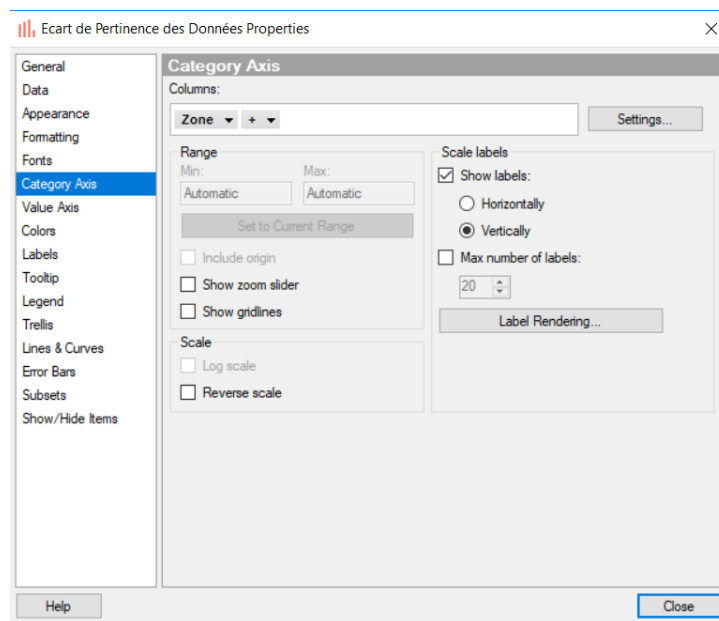 Ecart de Pertinence des Données Properties
General
Data
Appearance
Formatting
Fonts
Category Axis
Value Axis
Colors
Labels
Tooltip
Legend
Trellis
Lines & Curves
Error Bars
Subsets
Show/Hide Items
Category Axis
Columns:
Zone +
Settings...
Range
Min: Max:
Automatic Automatic
Set to Current Range
Include origin
Show zoom slider
Show gridlines
Scale
Log scale
Reverse scale
Scale labels
Show labels:
Horizontally
Vertically
Max number of labels:
20
Label Rendering...
Help
Close